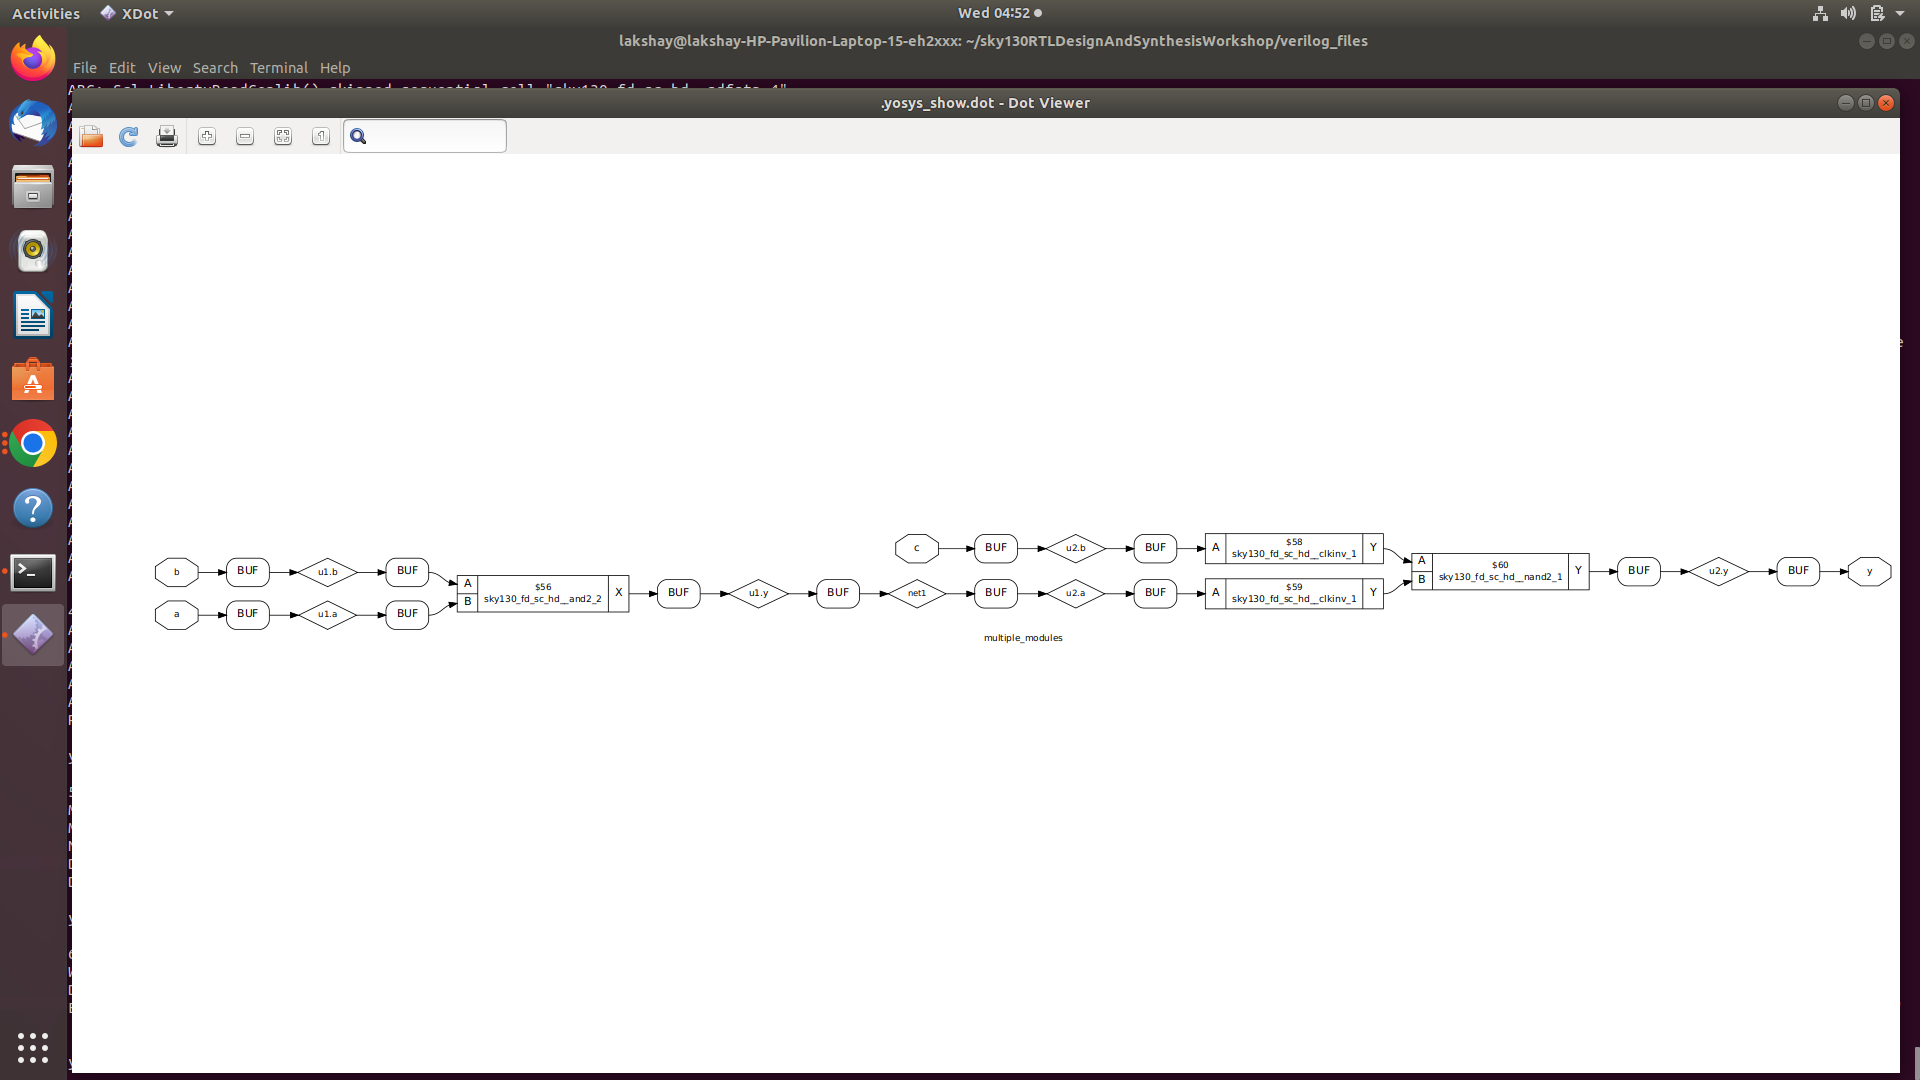 Activities XDot Wed 04:52
lakshay@lakshay-HP-Pavilion-Laptop-15-eh2xxx: ~/sky130RTLDesignAndSynthesisWorkshop/verilog_files
File Edit View Search Terminal Help
.yosys_show.dot - Dot Viewer
c BUF u2.b BUF A $58 Y
sky130_fd_sc_hd__clkinv_1
b BUF u1.b BUF
a BUF u1.a BUF
A B $56 X
sky130_fd_sc_hd__and2_2
BUF u1.y BUF net1 BUF u2.a BUF A $59 Y
sky130_fd_sc_hd__clkinv_1
A B $60 Y
sky130_fd_sc_hd__nand2_1
BUF u2.y BUF y
multiple_modules